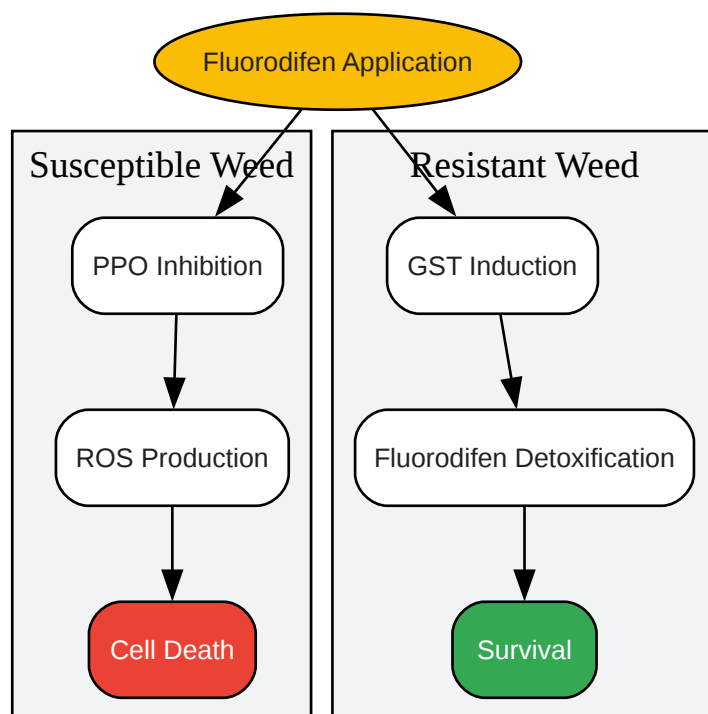 Fluorodifen Application
Susceptible Weed
PPO Inhibition
ROS Production
Cell Death
Resistant Weed
GST Induction
Fluorodifen Detoxification
Survival